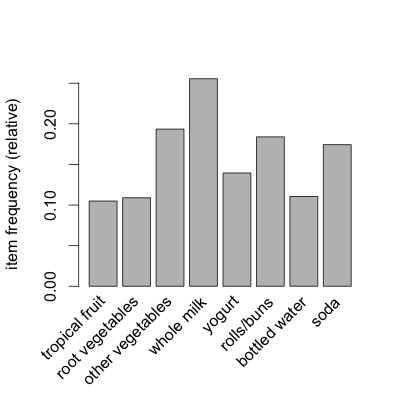 item frequency (relative)
0.20
0.10
0.00
tropical fruit
root vegetables
other vegetables
whole milk
yogurt
rolls/buns
bottled water
soda